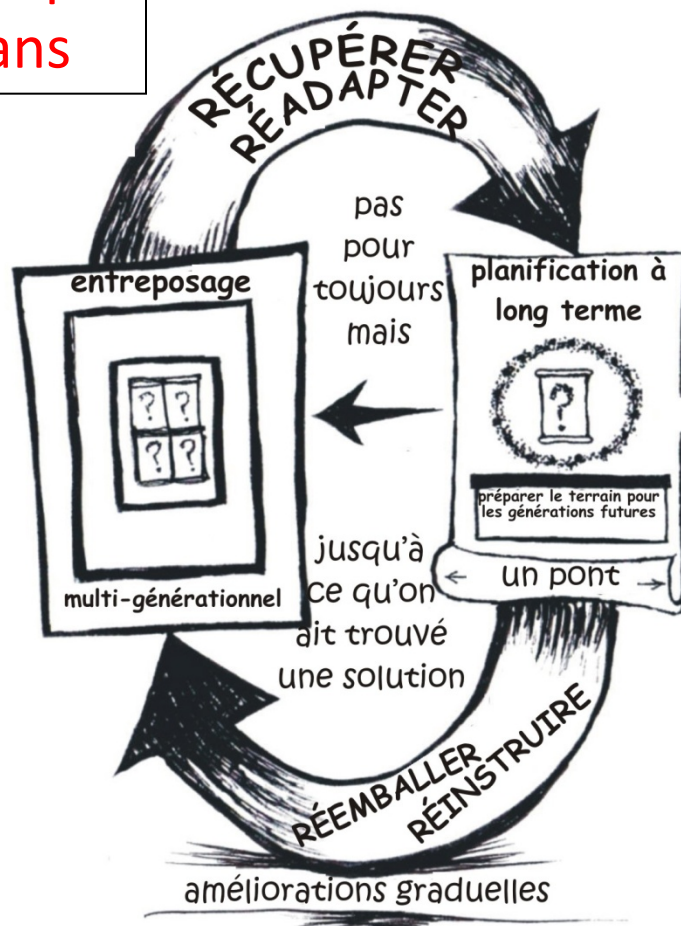 ans
RÉCUPÉRER
RÉADAPTER
pas
pour
toujours
mais
entreposage
? ?
? ?
multi-générationnel
planification à
long terme
?
préparer le terrain pour
les générations futures
← un pont →
jusqu'à
ce qu'on
ait trouvé
une solution
RÉEMBALLER
RÉINSTRUIRE
améliorations graduelles